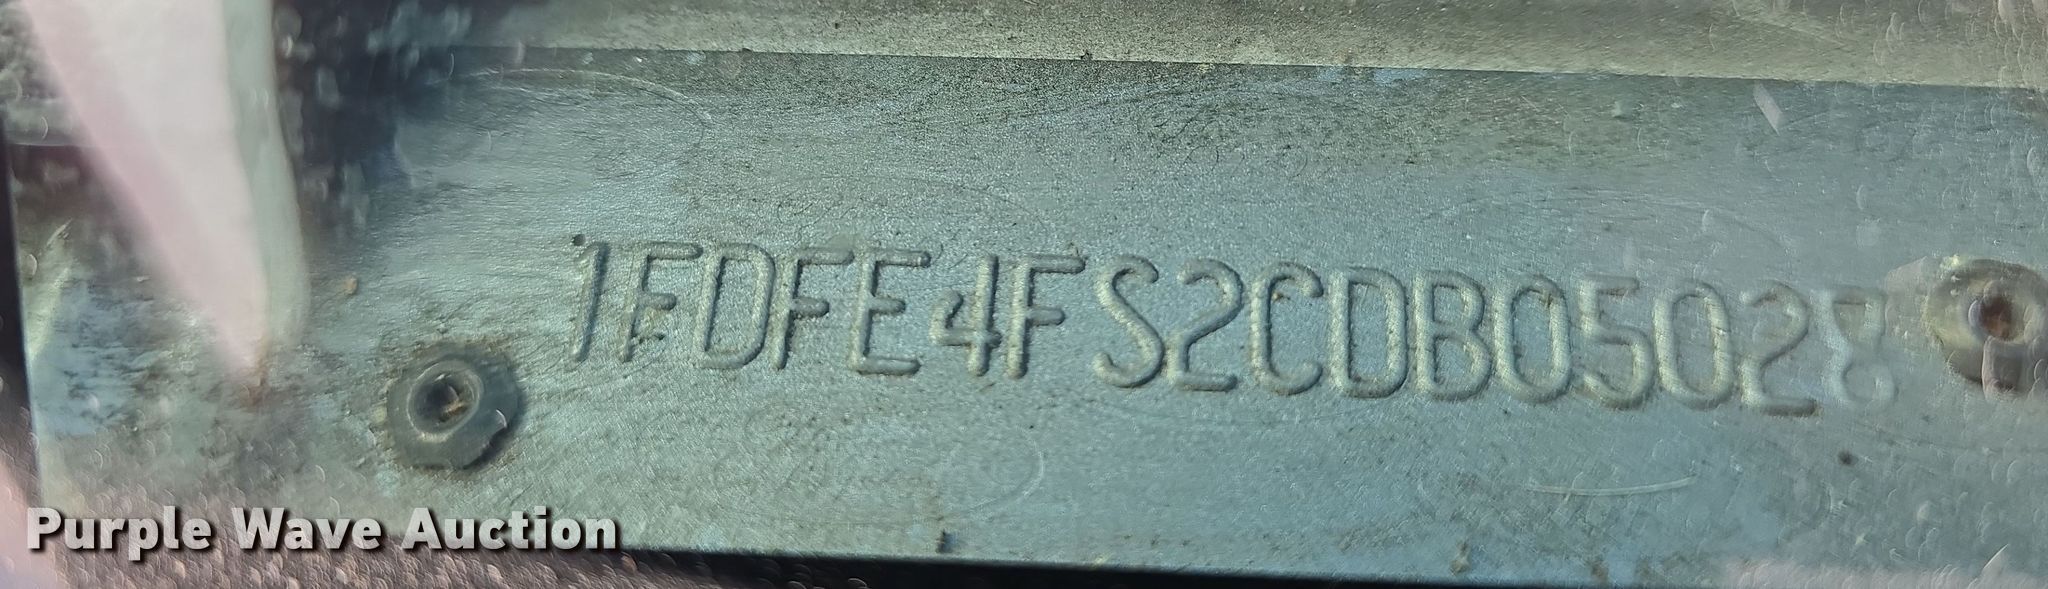 1FDFE4FS2CDB05028
Purple Wave Auction